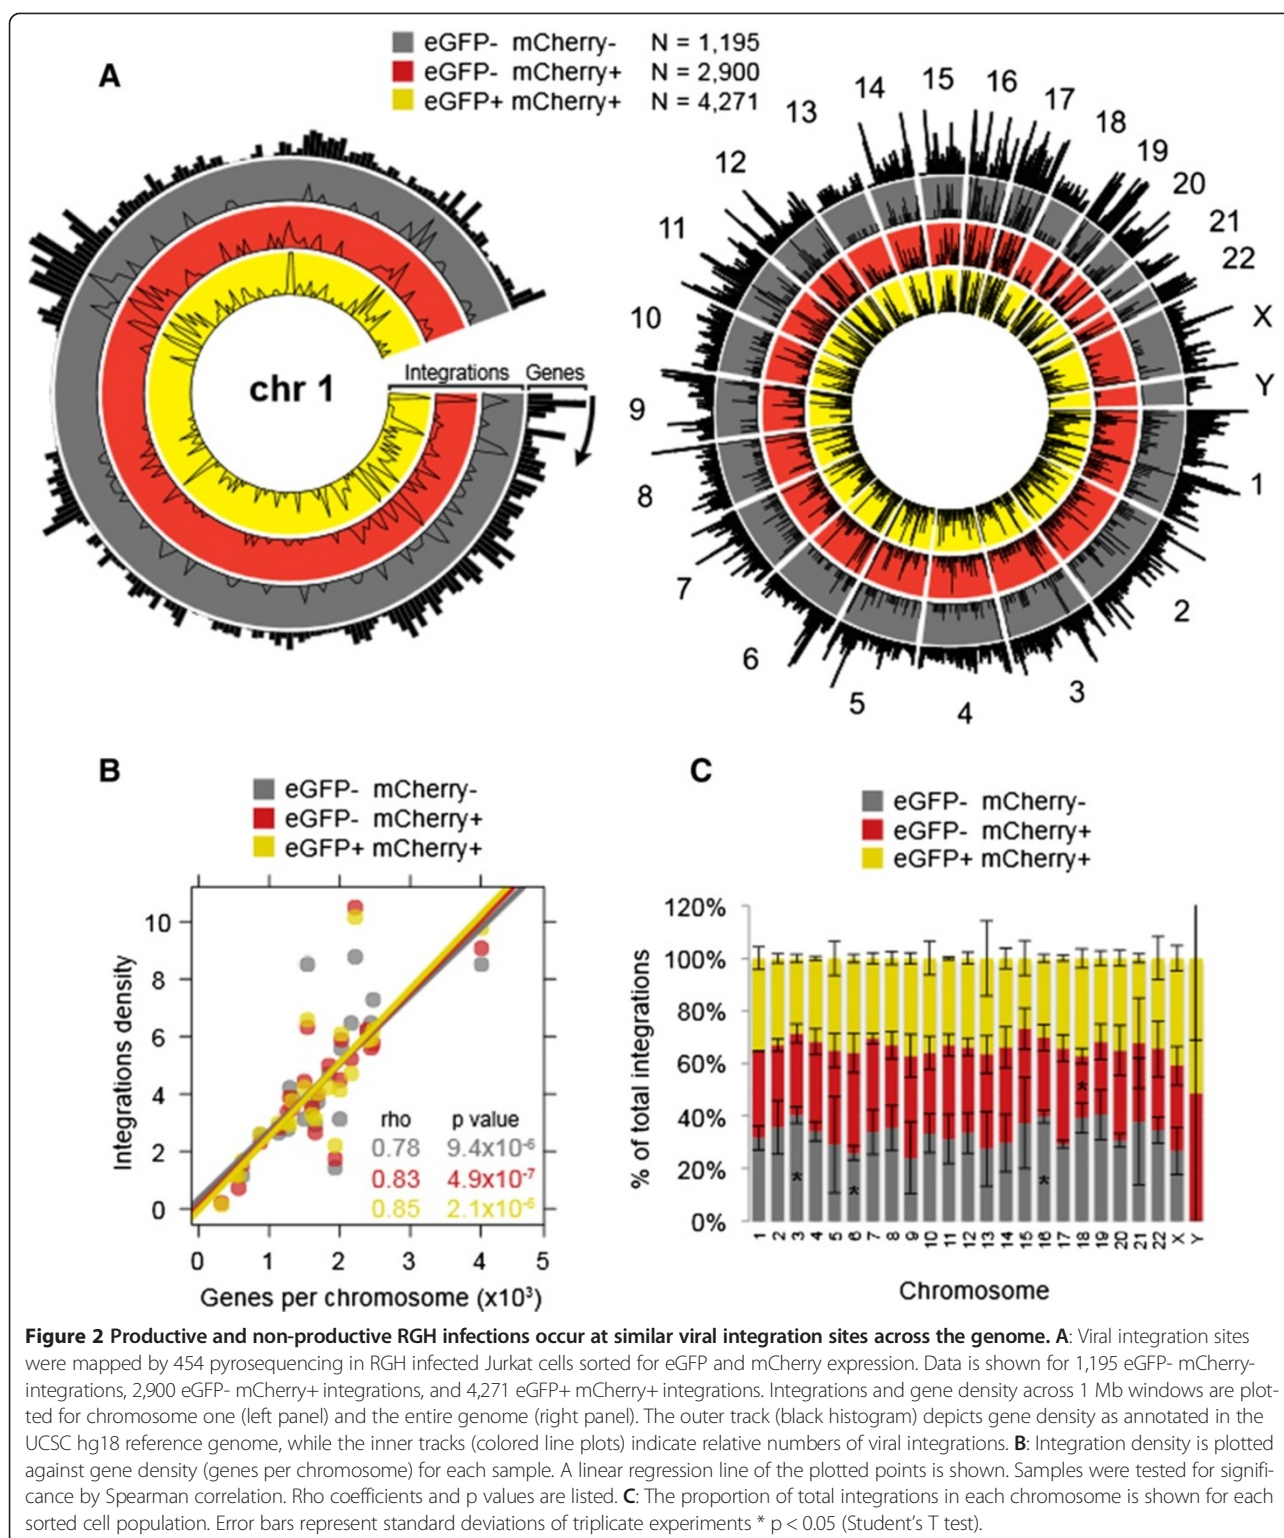 A
eGFP- mCherry- N = 1,195
eGFP- mCherry+ N = 2,900
eGFP+ mCherry+ N = 4,271
chr 1
Integrations Genes
1
2
3
4
5
6
7
8
9
10
11
12
13
14
15
16
17
18
19
20
21
22
X
Y
B
eGFP- mCherry-
eGFP- mCherry+
eGFP+ mCherry+
Integrations density
10
8
6
4
2
0
rho p value
0.78 9.4x10⁻⁶
0.83 4.9x10⁻⁷
0.85 2.1x10⁻⁶
0 1 2 3 4 5
Genes per chromosome (x10³)
C
eGFP- mCherry-
eGFP- mCherry+
eGFP+ mCherry+
% of total integrations
120%
100%
80%
60%
40%
20%
0%
* * * *
1 2 3 4 5 6 7 8 9 10 11 12 13 14 15 16 17 18 19 20 21 22 X Y
Chromosome
Figure 2 Productive and non-productive RGH infections occur at similar viral integration sites across the genome. A: Viral integration sites
were mapped by 454 pyrosequencing in RGH infected Jurkat cells sorted for eGFP and mCherry expression. Data is shown for 1,195 eGFP- mCherry-
integrations, 2,900 eGFP- mCherry+ integrations, and 4,271 eGFP+ mCherry+ integrations. Integrations and gene density across 1 Mb windows are plot-
ted for chromosome one (left panel) and the entire genome (right panel). The outer track (black histogram) depicts gene density as annotated in the
UCSC hg18 reference genome, while the inner tracks (colored line plots) indicate relative numbers of viral integrations. B: Integration density is plotted
against gene density (genes per chromosome) for each sample. A linear regression line of the plotted points is shown. Samples were tested for signifi-
cance by Spearman correlation. Rho coefficients and p values are listed. C: The proportion of total integrations in each chromosome is shown for each
sorted cell population. Error bars represent standard deviations of triplicate experiments * p < 0.05 (Student's T test).